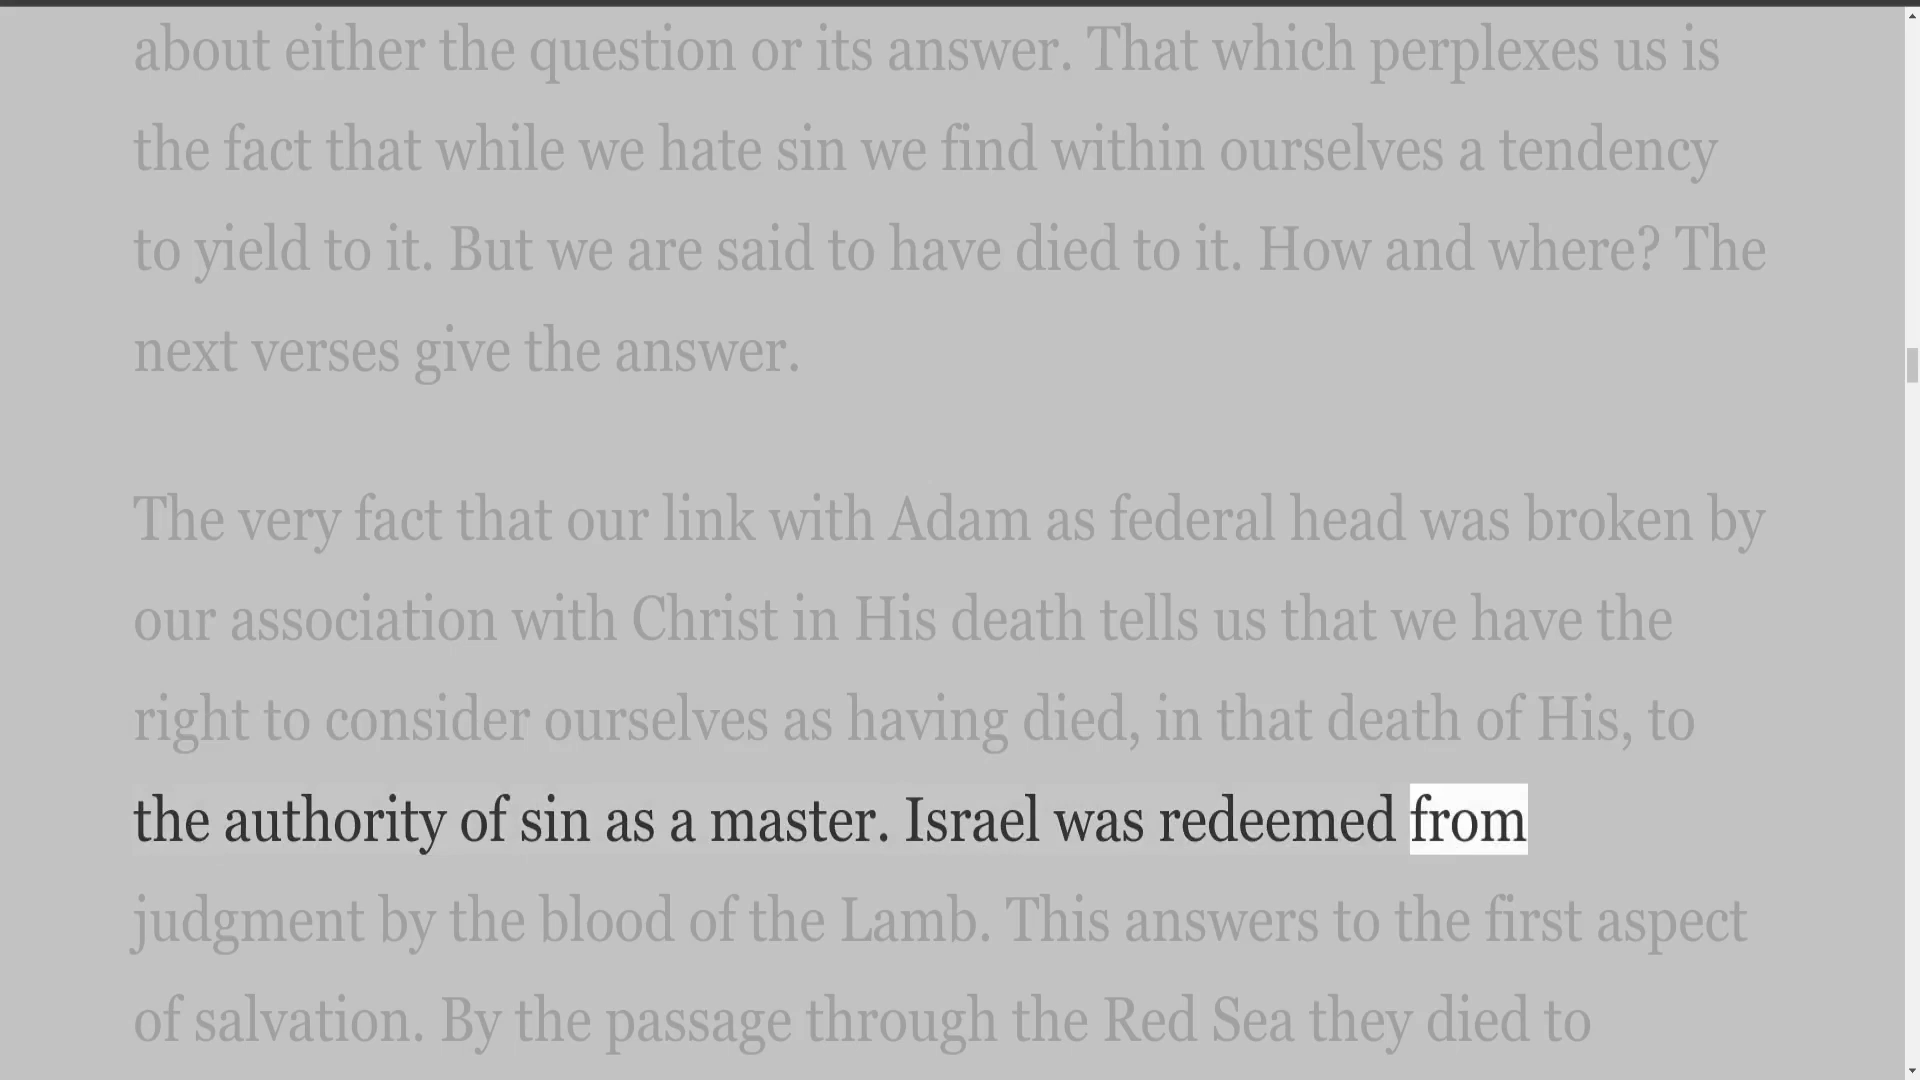 about either the question or its answer. That which perplexes us is
the fact that while we hate sin we find within ourselves a tendency
to yield to it. But we are said to have died to it. How and where? The
next verses give the answer.
The very fact that our link with Adam as federal head was broken by
our association with Christ in His death tells us that we have the
right to consider ourselves as having died, in that death of His, to
the authority of sin as a master. Israel was redeemed from
judgment by the blood of the Lamb. This answers to the first aspect
of salvation. By the passage through the Red Sea they died to